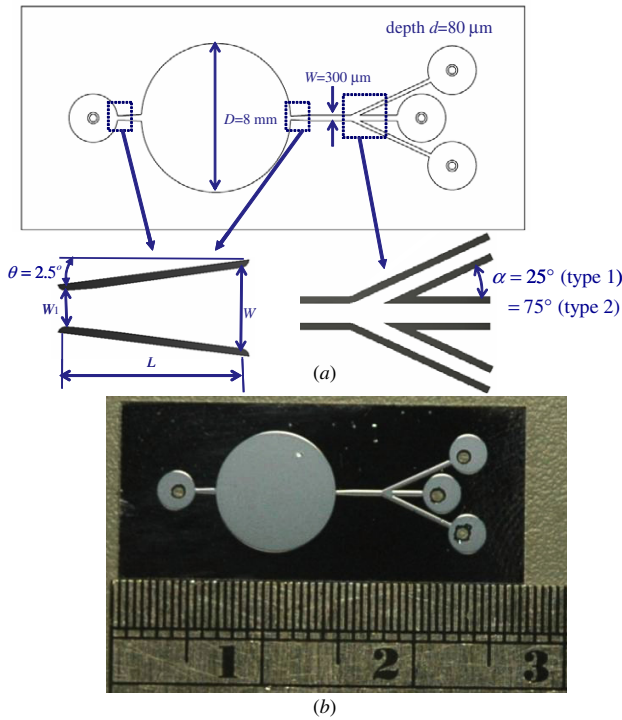 depth d=80 µm
W=300 µm
D=8 mm
θ = 2.5°
W1
W
L
α = 25° (type 1)
= 75° (type 2)
(a)
1 2 3
(b)